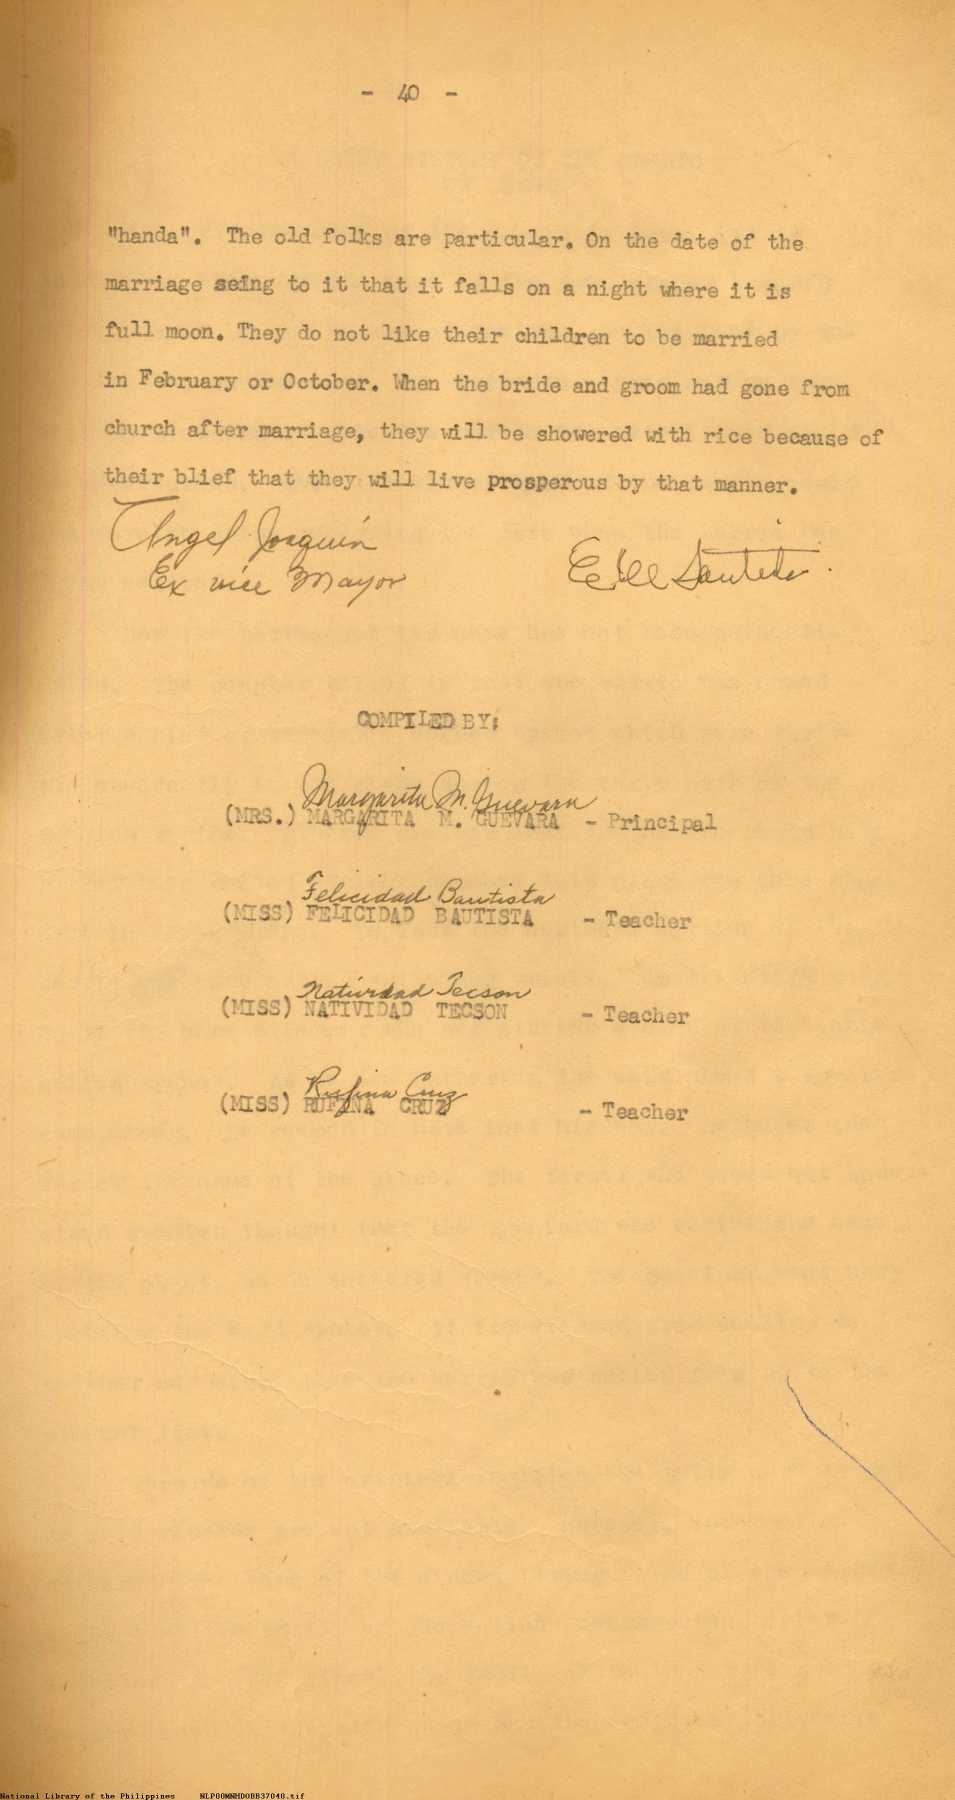 - 40 -
"handa". The old folks are particular. On the date of the
marriage seing to it that it falls on a night where it is
full moon. They do not like their children to be married
in February or October. When the bride and groom had gone from
church after marriage, they will be showered with rice because of
their blief that they will live prosperous by that manner.
Angel Joaquin
Ex vice Mayor
COMPILED BY:
Margarita M. Guevara
(MRS.) MARGARITA M. GUEVARA - Principal
Felicidad Bautista
(MISS) FELICIDAD BAUTISTA - Teacher
Natividad Tecson
(MISS) NATIVIDAD TECSON - Teacher
Rufina Cruz
(MISS) RUFINA CRUZ - Teacher
National Library of the Philippines NLP00MNHD0BB37040.tif